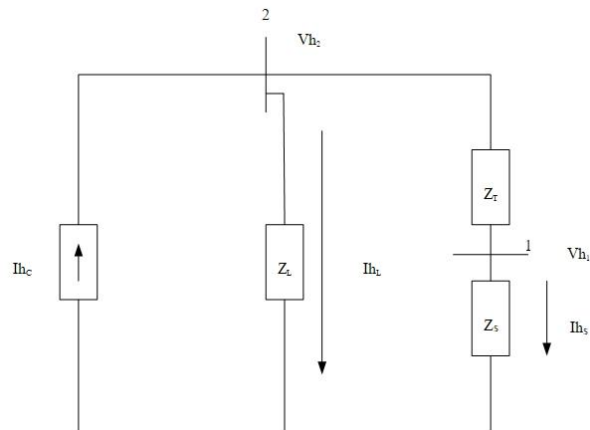 2
Vh₂
Z_T
1
Vh₁
Ih_C
Z_L
Ih_L
Z_S
Ih_S